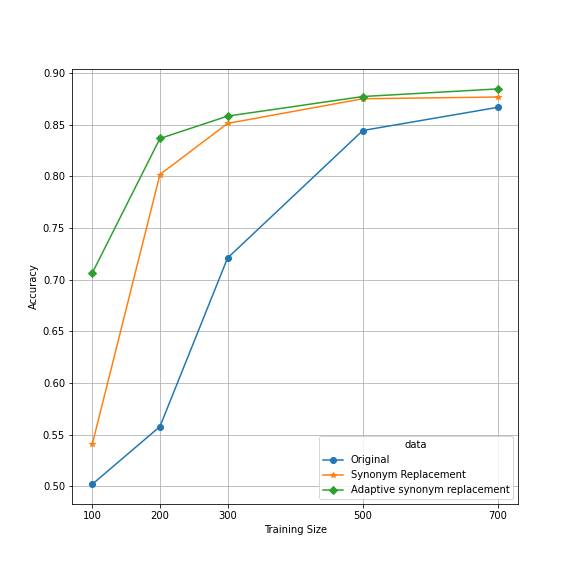 0.90
0.85
0.80
0.75
0.70
0.65
0.60
0.55
0.50
Accuracy
data
Original
Synonym Replacement
Adaptive synonym replacement
100 200 300 500 700
Training Size